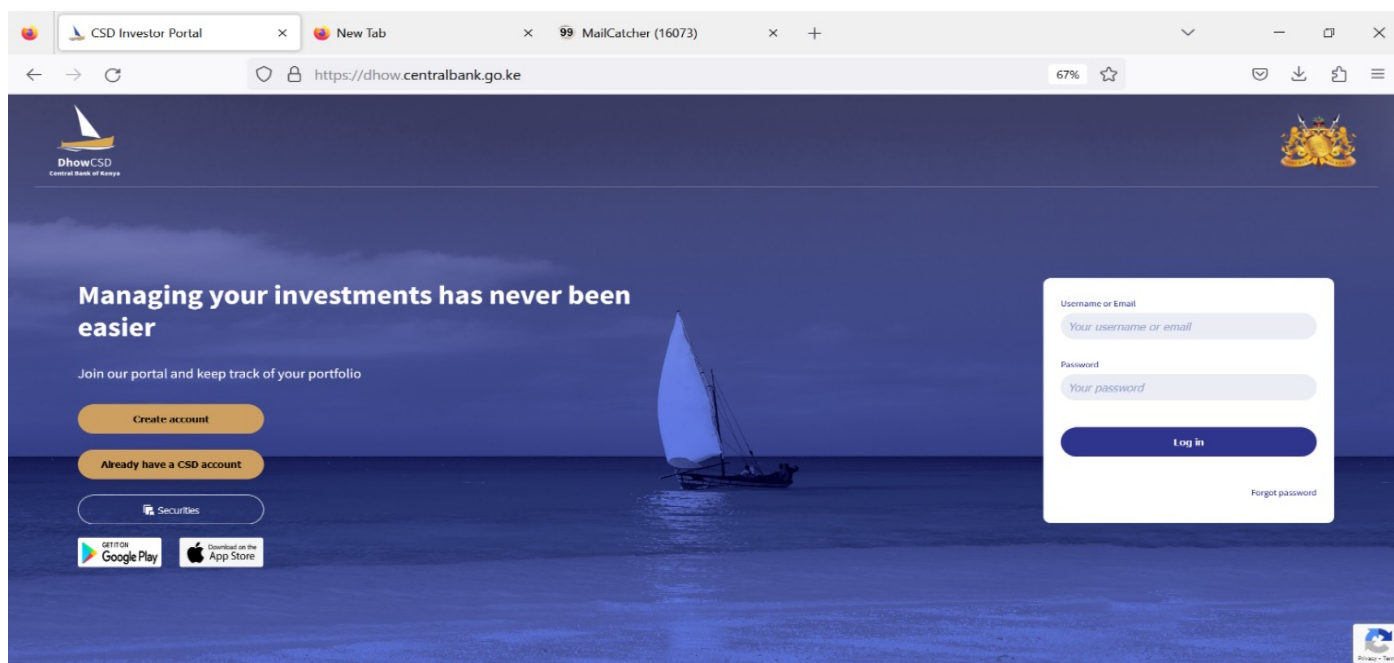 CSD Investor Portal
New Tab
99 MailCatcher (16073)
https://dhow.centralbank.go.ke
67%
DhowCSD
Central Bank of Kenya
Managing your investments has never been
easier
Join our portal and keep track of your portfolio
Create account
Already have a CSD account
Securities
GET IT ON
Google Play
Download on the
App Store
Username or Email
Your username or email
Password
Your password
Log in
Forgot password